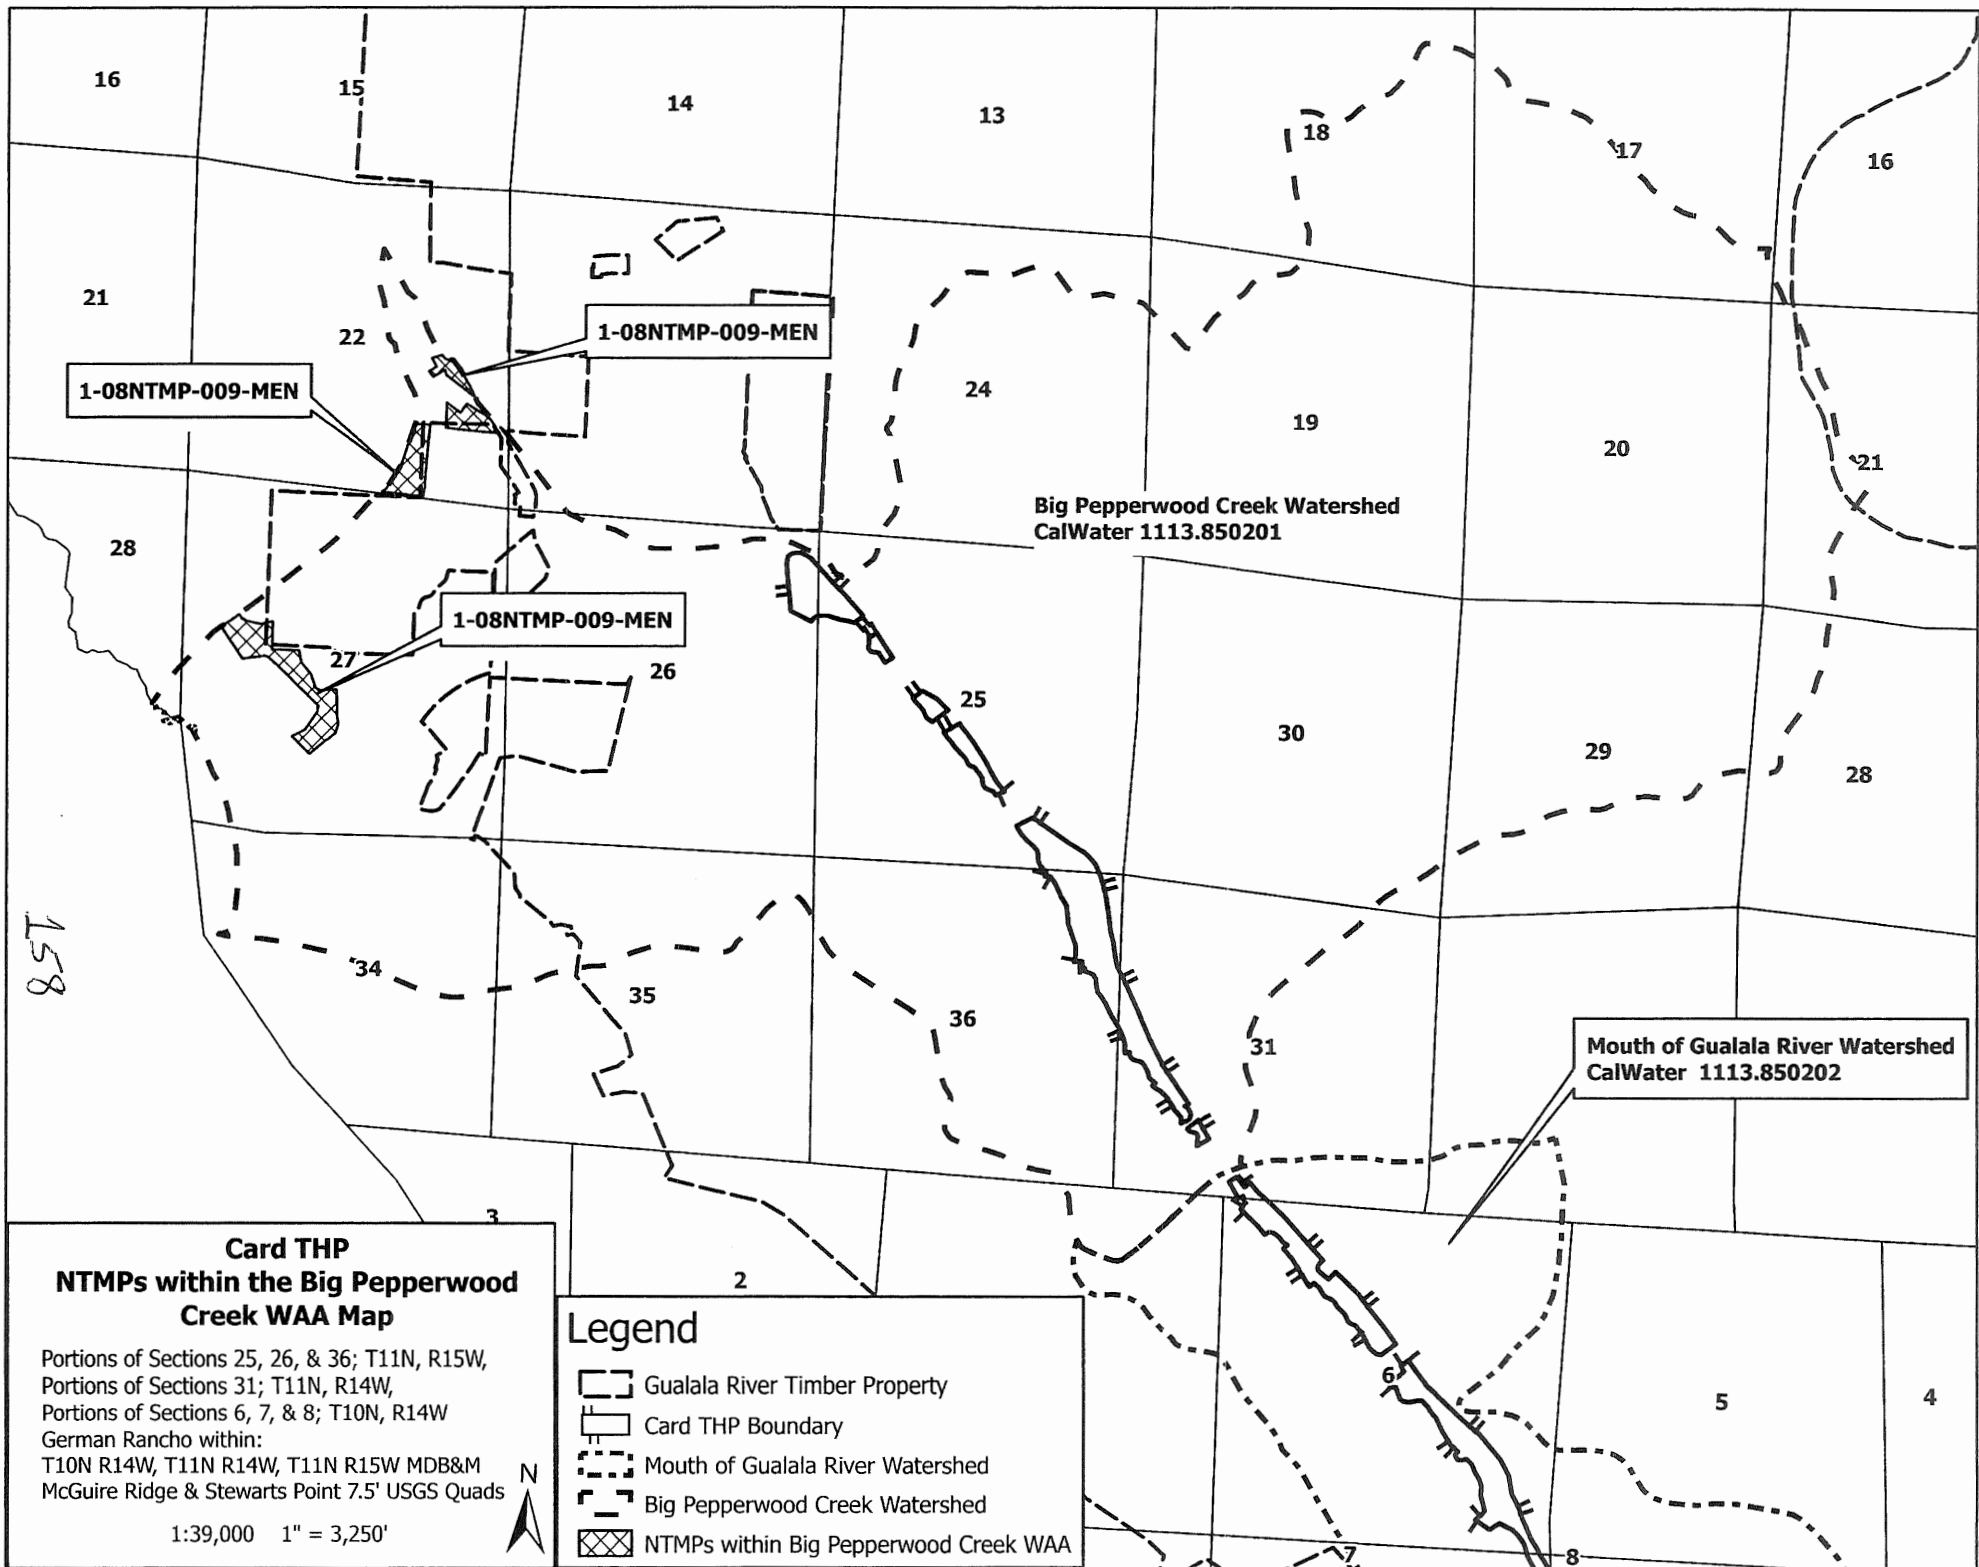 16
15
14
13
18
17
16
21
22
1-08NTMP-009-MEN
1-08NTMP-009-MEN
24
19
20
21
Big Pepperwood Creek Watershed
CalWater 1113.850201
28
1-08NTMP-009-MEN
27
26
25
30
29
28
158
34
35
36
31
Mouth of Gualala River Watershed
CalWater 1113.850202
3
2
6
5
4
7
8
Card THP
NTMPs within the Big Pepperwood
Creek WAA Map
Portions of Sections 25, 26, & 36; T11N, R15W,
Portions of Sections 31; T11N, R14W,
Portions of Sections 6, 7, & 8; T10N, R14W
German Rancho within:
T10N R14W, T11N R14W, T11N R15W MDB&M
McGuire Ridge & Stewarts Point 7.5' USGS Quads
N
1:39,000 1" = 3,250'
Legend
Gualala River Timber Property
Card THP Boundary
Mouth of Gualala River Watershed
Big Pepperwood Creek Watershed
NTMPs within Big Pepperwood Creek WAA